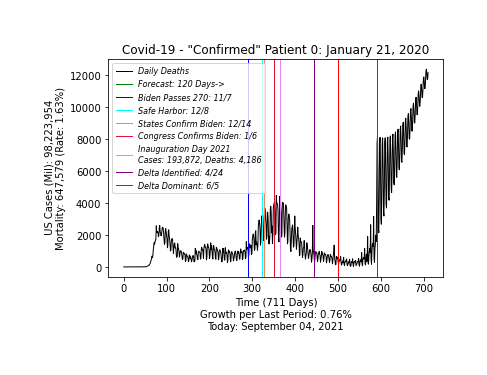 Covid-19 - "Confirmed" Patient 0: January 21, 2020
Daily Deaths
Forecast: 120 Days->
Biden Passes 270: 11/7
Safe Harbor: 12/8
States Confirm Biden: 12/14
Congress Confirms Biden: 1/6
Inauguration Day 2021
Cases: 193,872, Deaths: 4,186
Delta Identified: 4/24
Delta Dominant: 6/5
US Cases (Mil): 98,223,954
Mortality: 647,579 (Rate: 1.63%)
12000
10000
8000
6000
4000
2000
0
0 100 200 300 400 500 600 700
Time (711 Days)
Growth per Last Period: 0.76%
Today: September 04, 2021